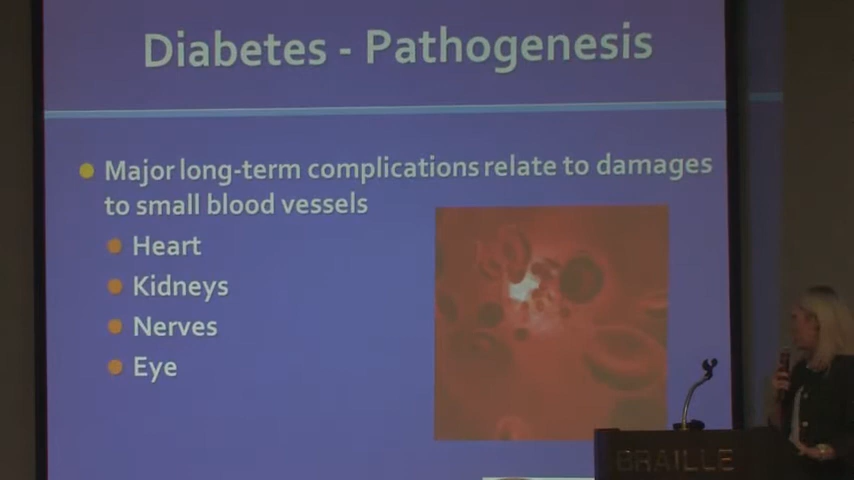 Diabetes - Pathogenesis
Major long-term complications relate to damages
to small blood vessels
Heart
Kidneys
Nerves
Eye
BRAILLE